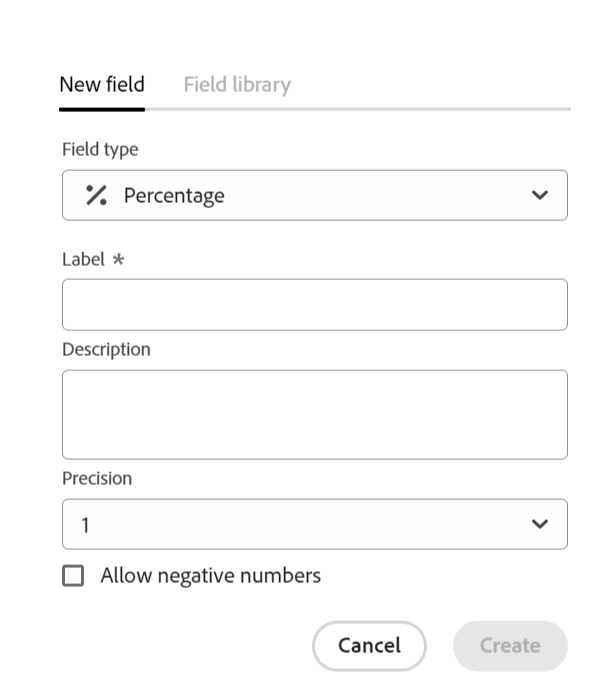 New field Field library
Field type
Percentage
Label *
Description
Precision
1
Allow negative numbers
Cancel Create